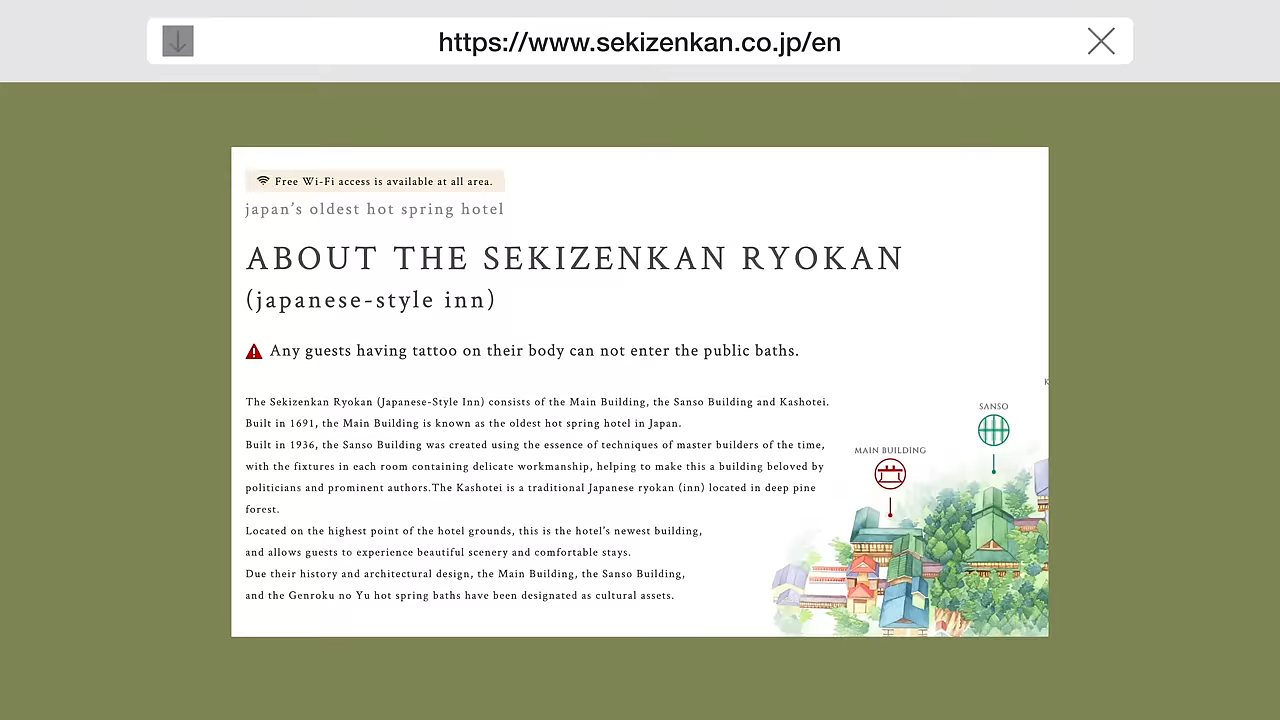 https://www.sekizenkan.co.jp/en
Free Wi-Fi access is available at all area.
japan's oldest hot spring hotel
ABOUT THE SEKIZENKAN RYOKAN
(japanese-style inn)
Any guests having tattoo on their body can not enter the public baths.
The Sekizenkan Ryokan (Japanese-Style Inn) consists of the Main Building, the Sanso Building and Kashotei.
Built in 1691, the Main Building is known as the oldest hot spring hotel in Japan.
Built in 1936, the Sanso Building was created using the essence of techniques of master builders of the time,
with the fixtures in each room containing delicate workmanship, helping to make this a building beloved by
politicians and prominent authors.The Kashotei is a traditional Japanese ryokan (inn) located in deep pine
forest.
Located on the highest point of the hotel grounds, this is the hotel's newest building,
and allows guests to experience beautiful scenery and comfortable stays.
Due their history and architectural design, the Main Building, the Sanso Building,
and the Genroku no Yu hot spring baths have been designated as cultural assets.
SANSO
MAIN BUILDING